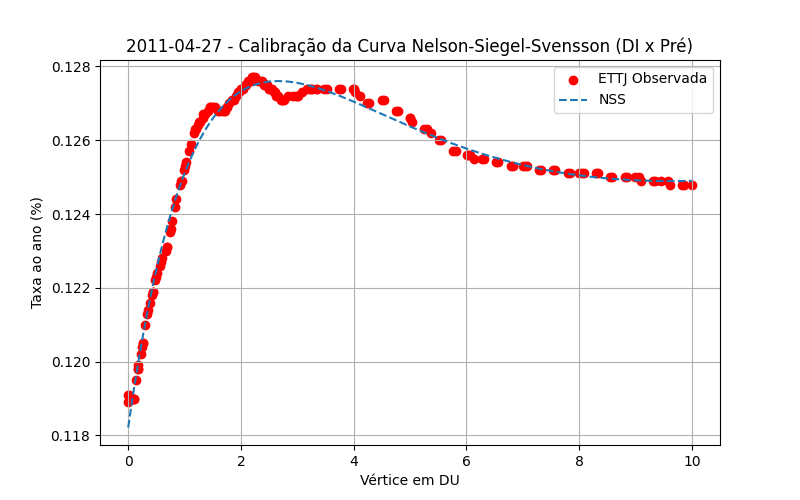 2011-04-27 - Calibração da Curva Nelson-Siegel-Svensson (DI x Pré)
ETTJ Observada
NSS
Taxa ao ano (%)
0.128
0.126
0.124
0.122
0.120
0.118
0
2
4
6
8
10
Vértice em DU